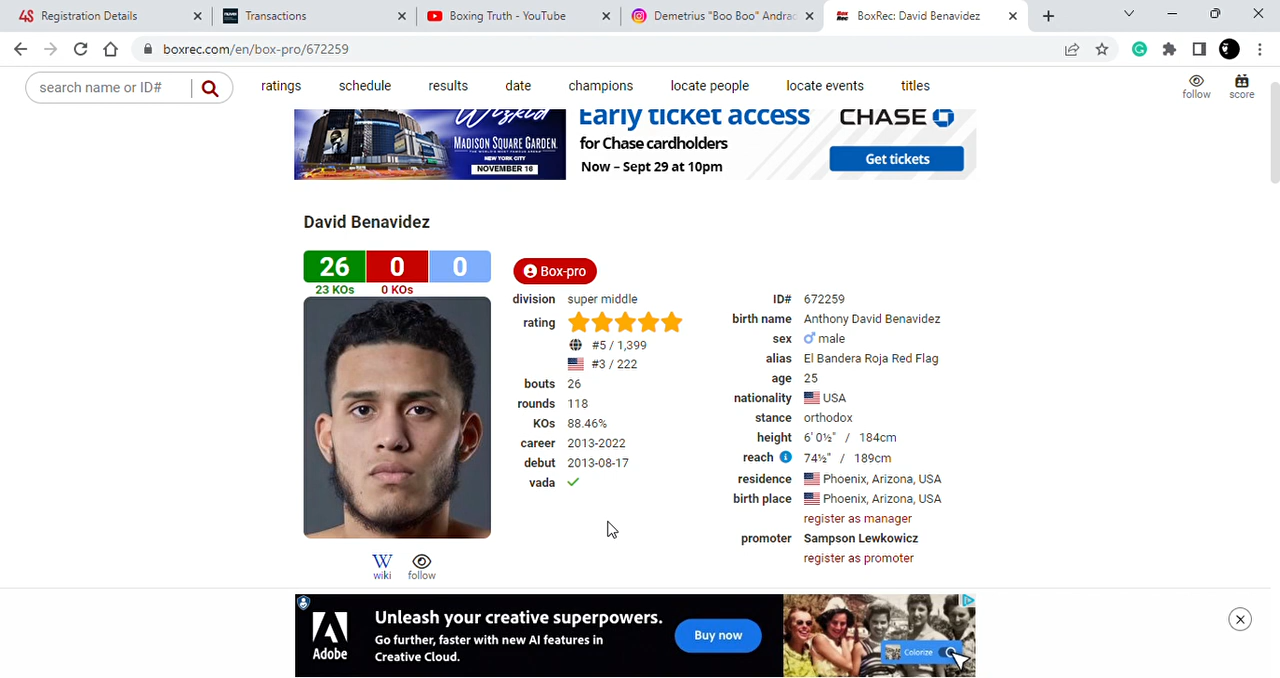 Registration Details
Transactions
Boxing Truth - YouTube
Demetrius "Boo Boo" Andrac
BoxRec: David Benavidez
boxrec.com/en/box-pro/672259
search name or ID#
ratings
schedule
results
date
champions
locate people
locate events
titles
follow
score
MADISON SQUARE GARDEN.
NEW YORK CITY
NOVEMBER 16
Early ticket access
for Chase cardholders
Now – Sept 29 at 10pm
CHASE
Get tickets
David Benavidez
26 0 0
23 KOs 0 KOs
Box-pro
division super middle
rating
#5 / 1,399
#3 / 222
bouts 26
rounds 118
KOs 88.46%
career 2013-2022
debut 2013-08-17
vada
ID# 672259
birth name Anthony David Benavidez
sex male
alias El Bandera Roja Red Flag
age 25
nationality USA
stance orthodox
height 6' 0½" / 184cm
reach 74½" / 189cm
residence Phoenix, Arizona, USA
birth place Phoenix, Arizona, USA
register as manager
promoter Sampson Lewkowicz
register as promoter
W
wiki
follow
Adobe
Unleash your creative superpowers.
Go further, faster with new AI features in
Creative Cloud.
Buy now
Colorize